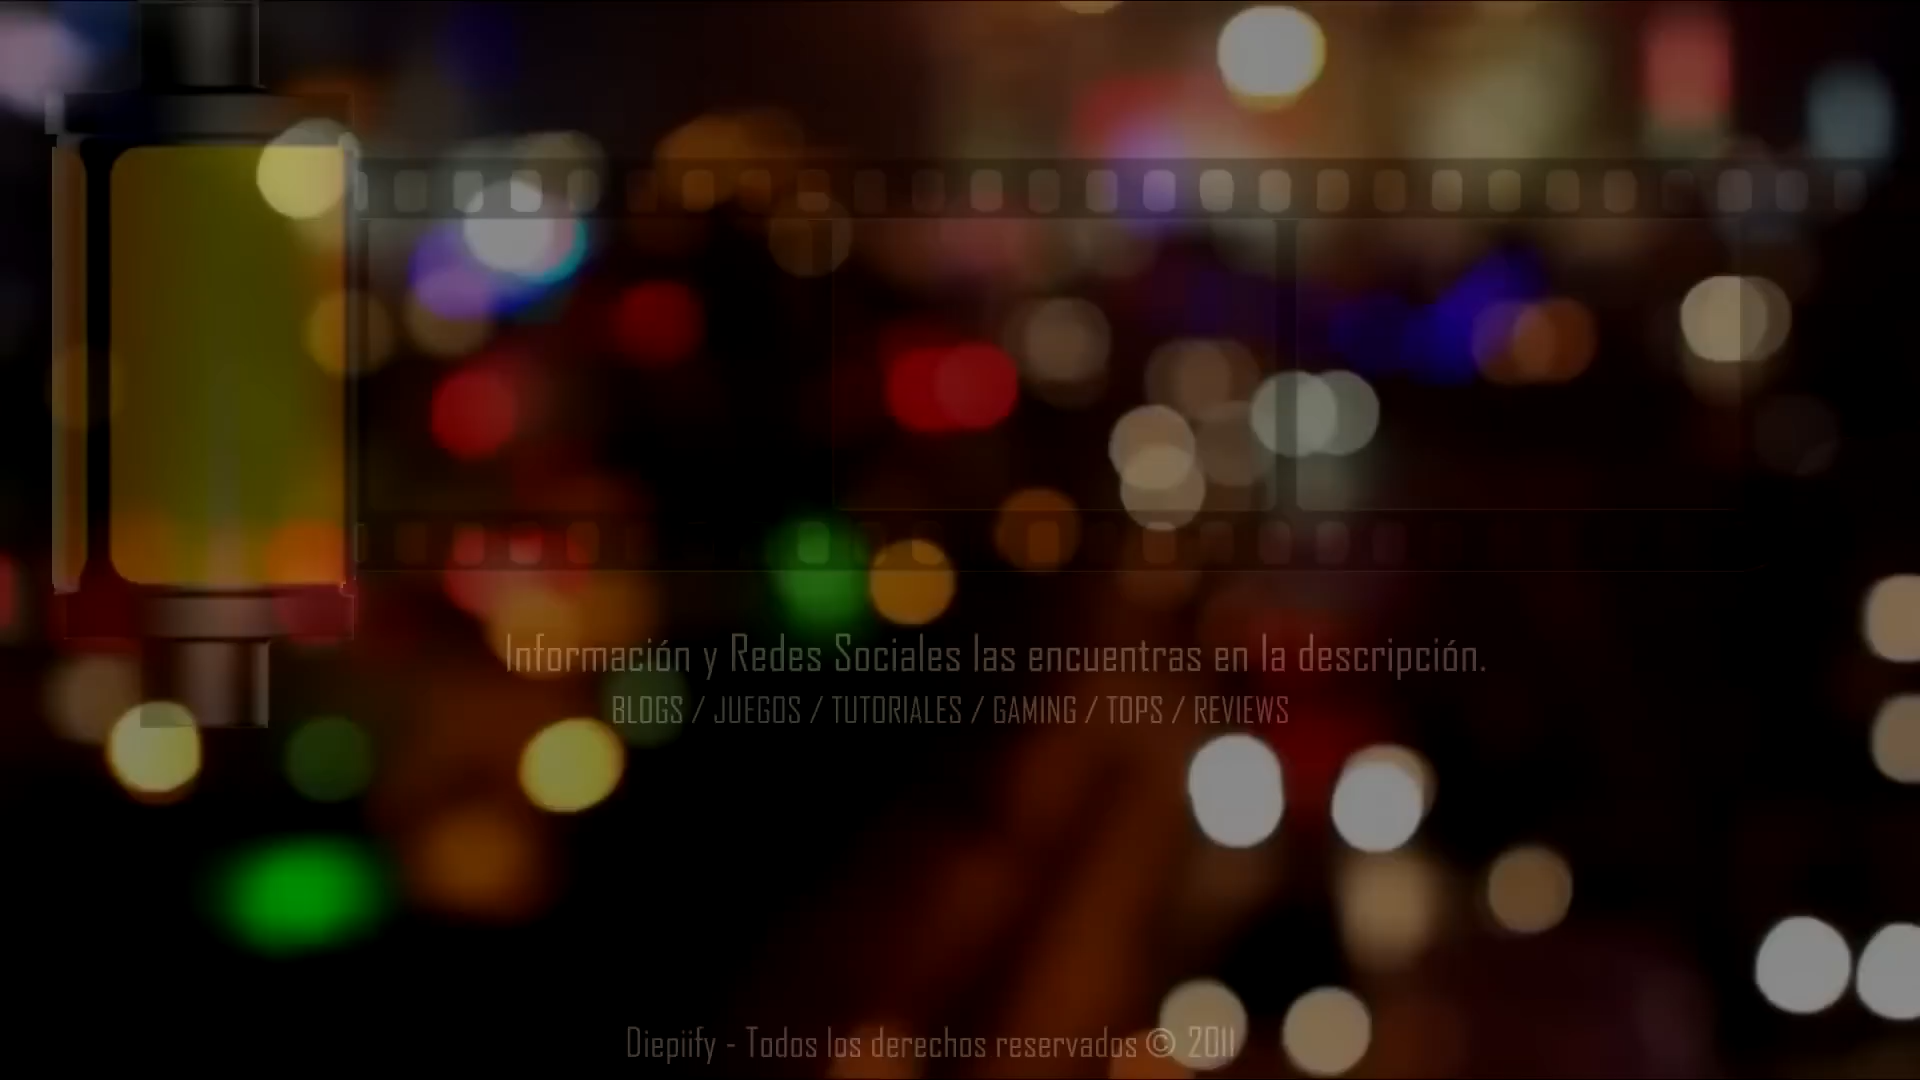 Información y Redes Sociales las encuentras en la descripción.
BLOGS / JUEGOS / TUTORIALES / GAMING / TOPS / REVIEWS
Diepiify - Todos los derechos reservados © 2011